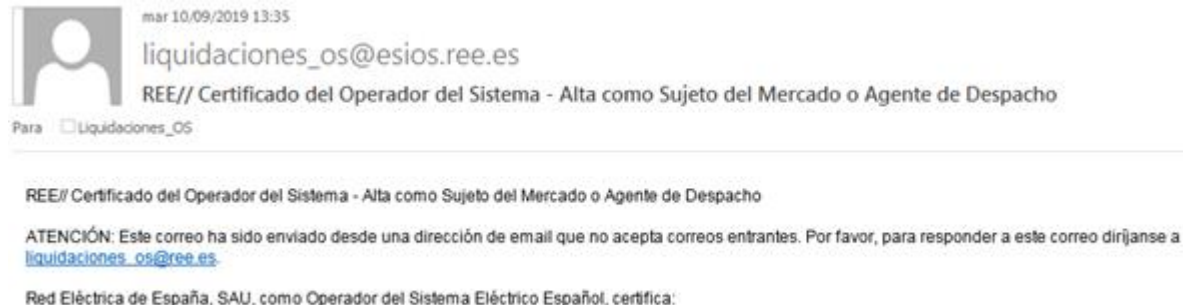 mar 10/09/2019 13:35
liquidaciones_os@esios.ree.es
REE// Certificado del Operador del Sistema - Alta como Sujeto del Mercado o Agente de Despacho
Para Liquidaciones_OS
REE// Certificado del Operador del Sistema - Alta como Sujeto del Mercado o Agente de Despacho
ATENCIÓN: Este correo ha sido enviado desde una dirección de email que no acepta correos entrantes. Por favor, para responder a este correo diríjanse a
liquidaciones_os@ree.es.
Red Eléctrica de España, SAU, como Operador del Sistema Eléctrico Español, certifica: